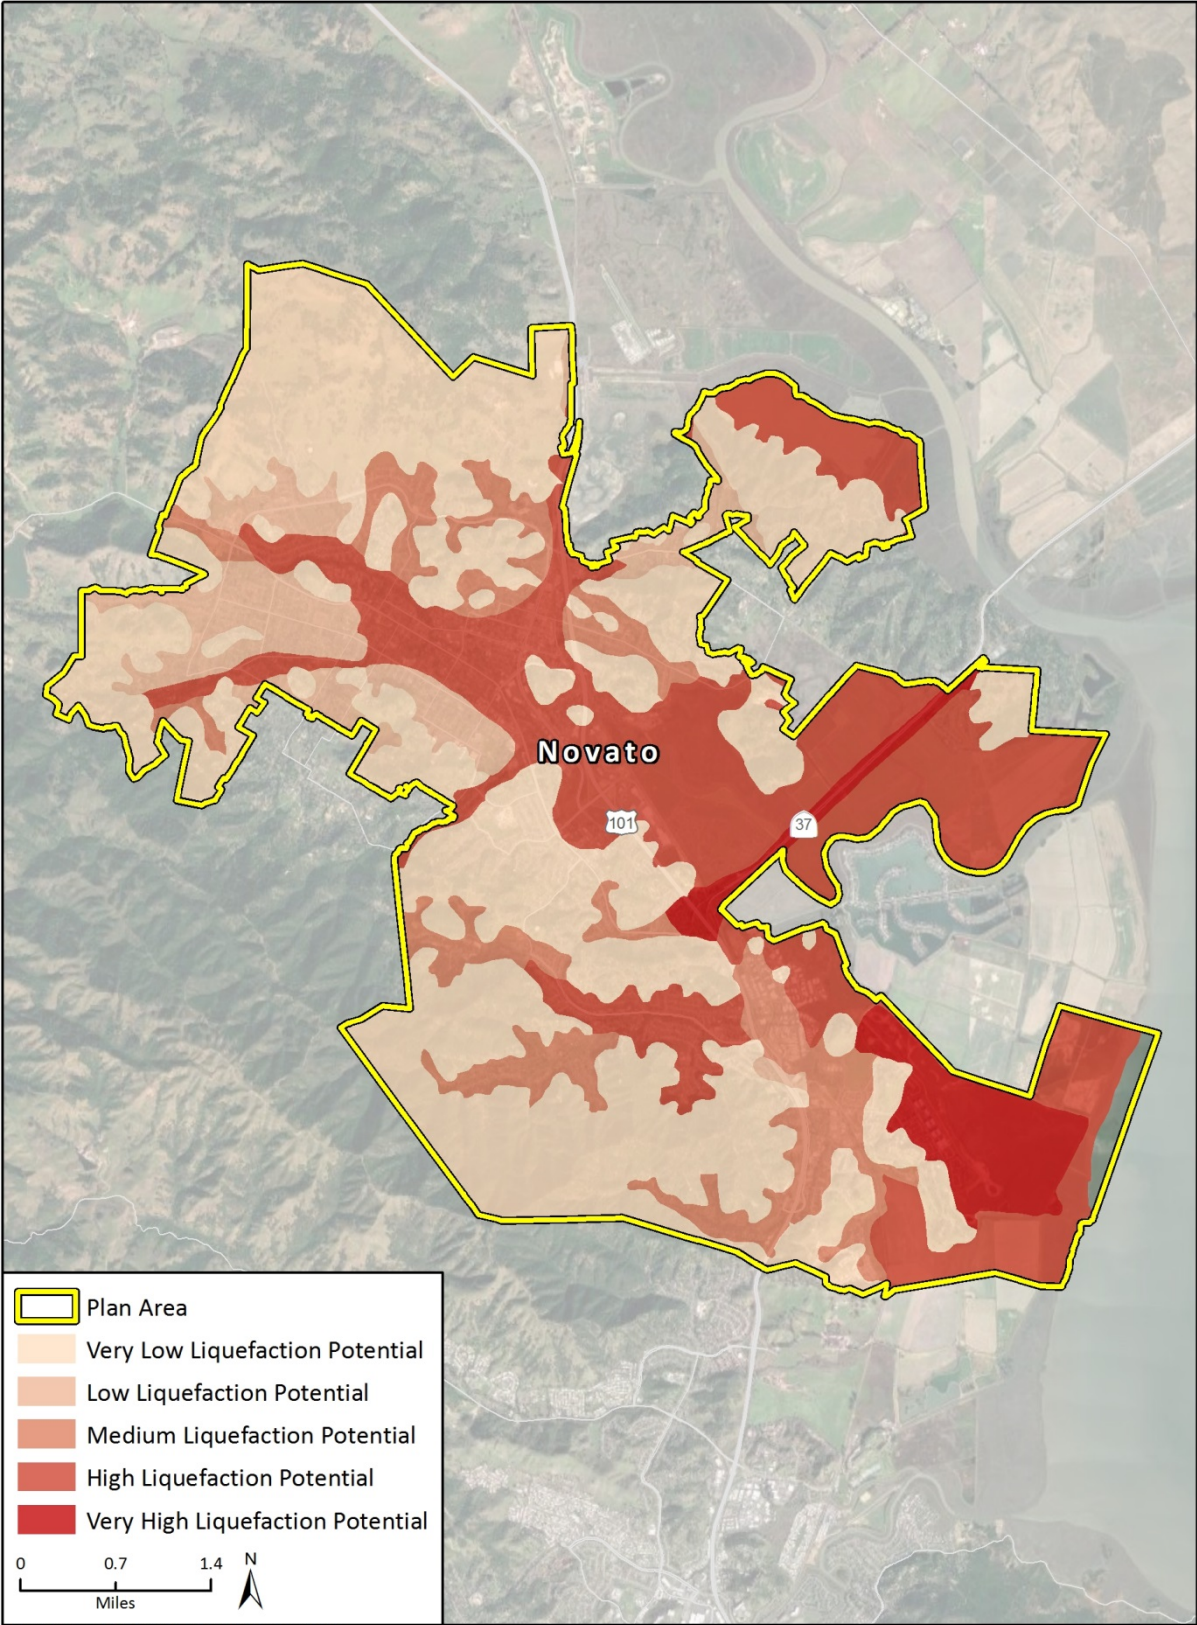 Novato
101
37
Plan Area
Very Low Liquefaction Potential
Low Liquefaction Potential
Medium Liquefaction Potential
High Liquefaction Potential
Very High Liquefaction Potential
0 0.7 1.4 N
Miles